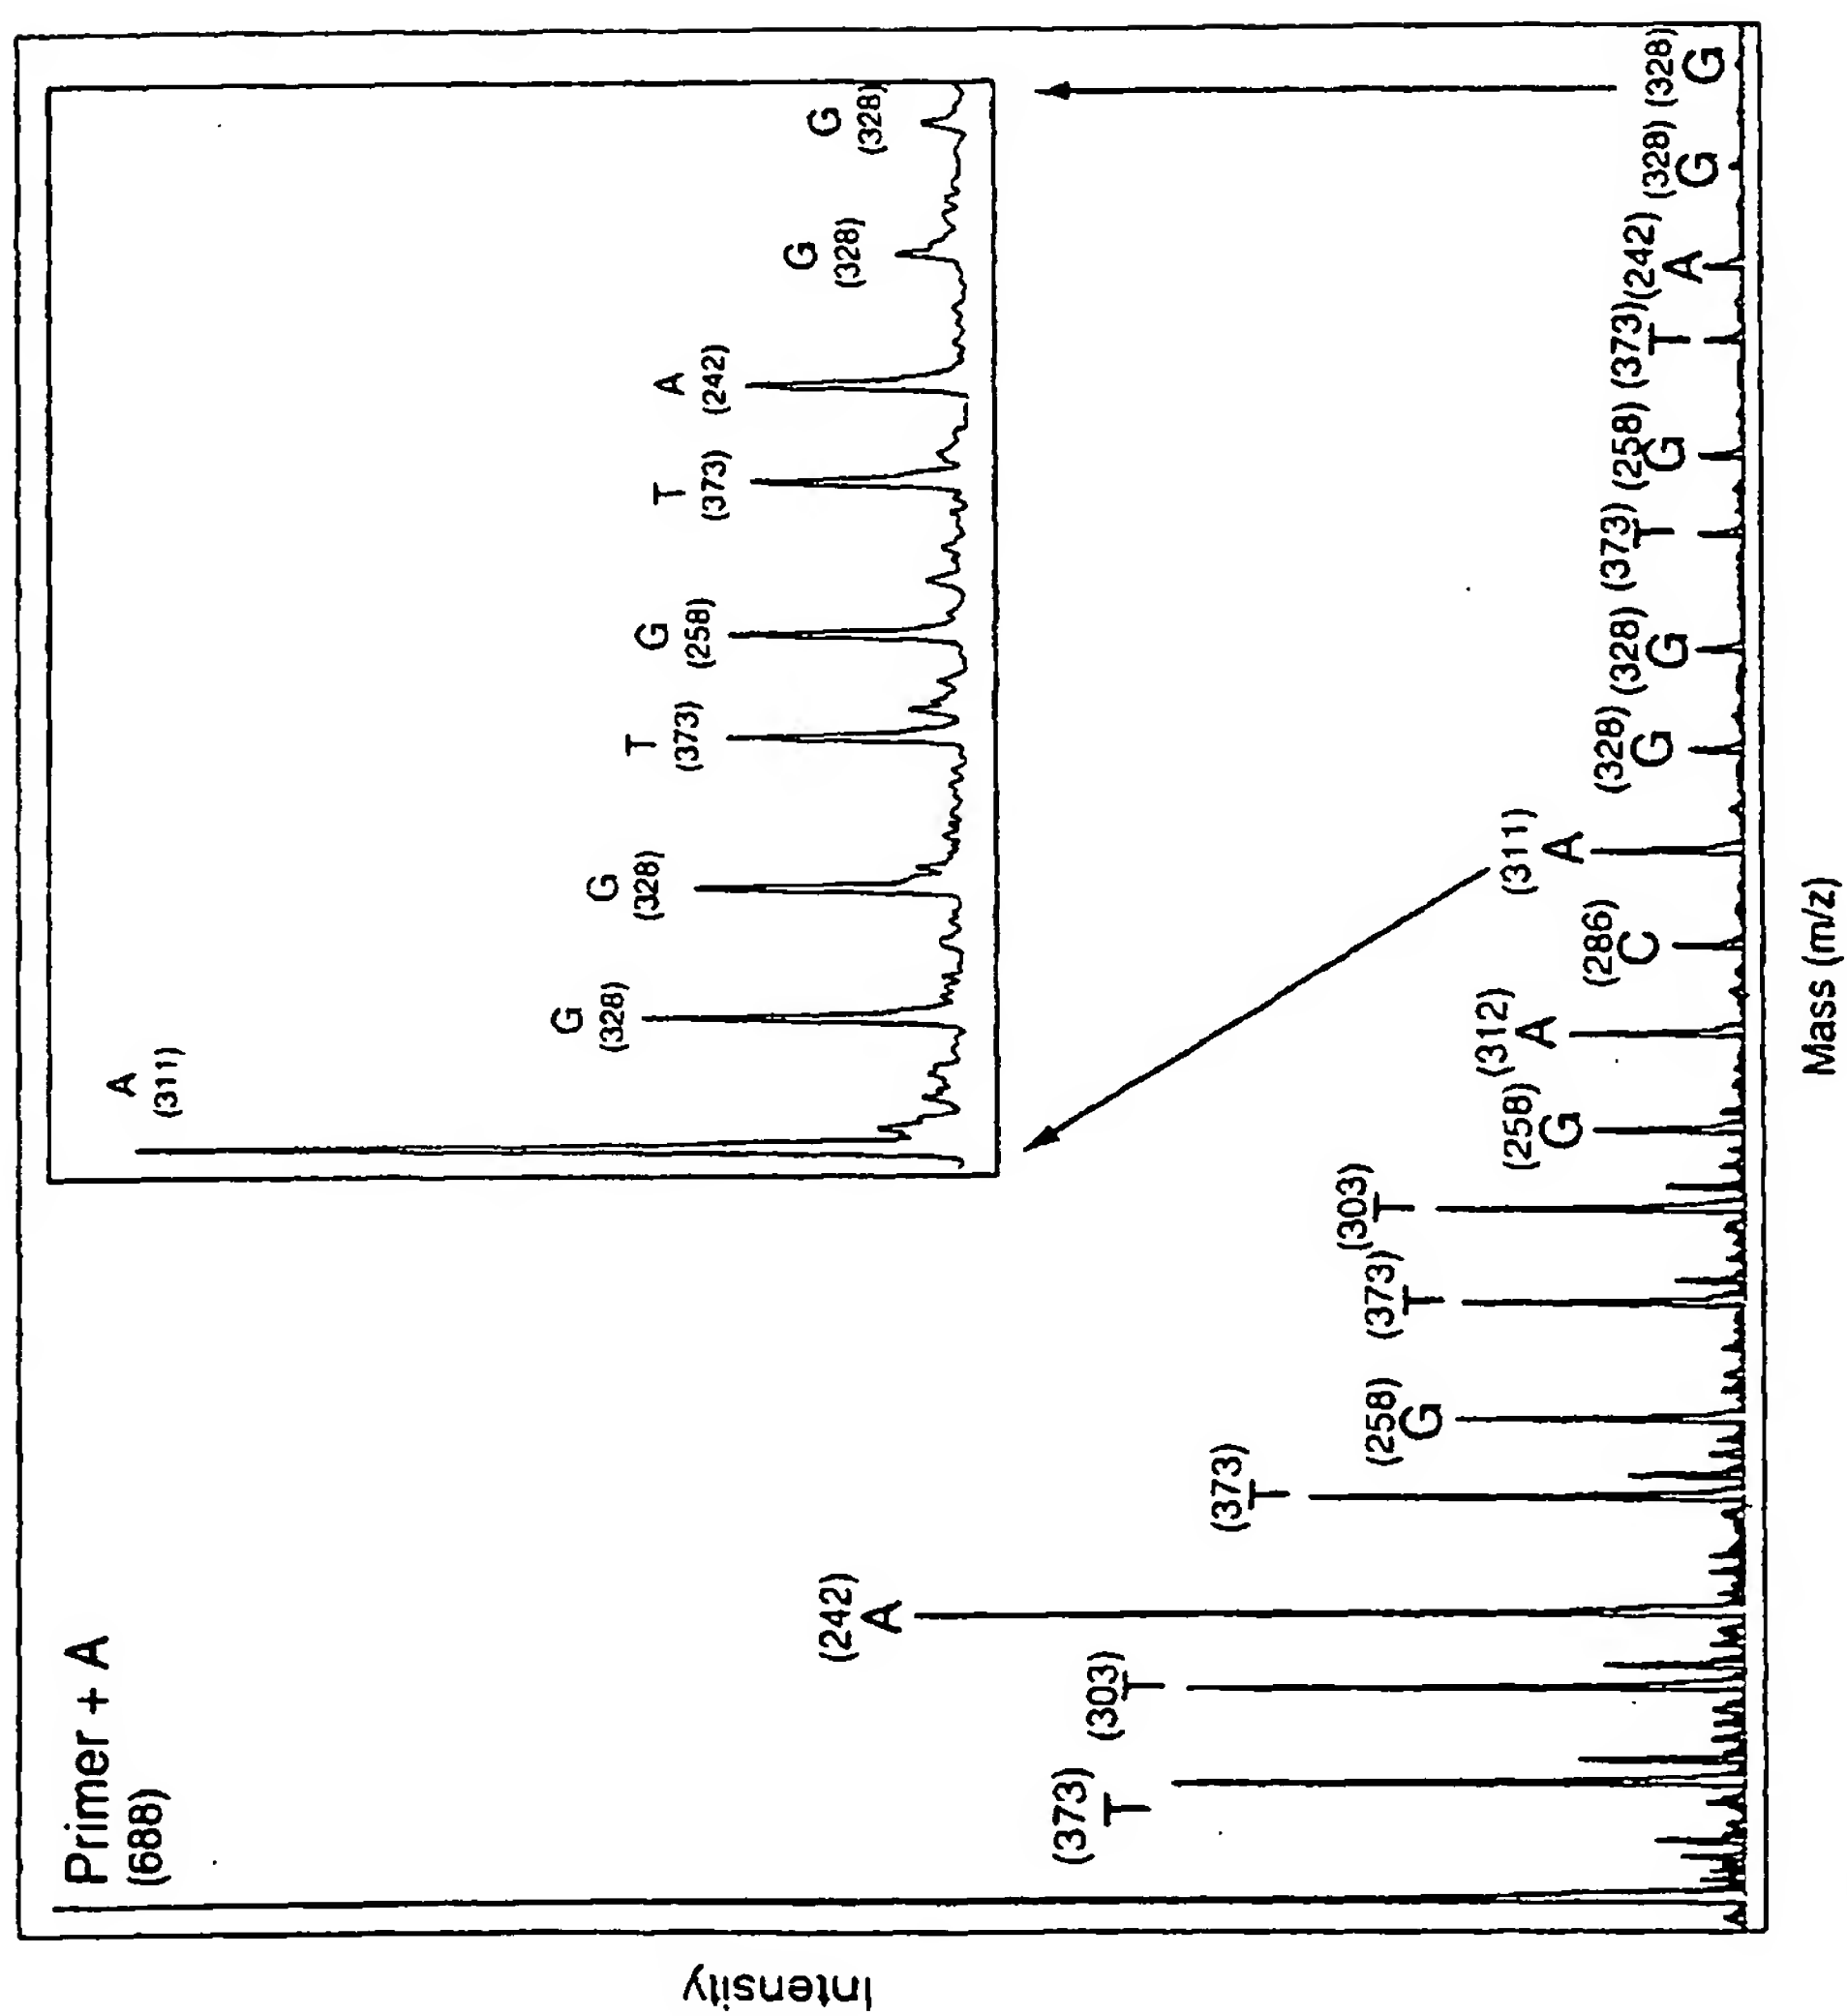 Primer + A
(688)
A
(311)
G
(328)
G
(328)
T
(373)
G
(258)
T
(373)
A
(242)
G
(328)
G
(328)
(373)
T
(303)
T
(242)
A
(373)
T
(258)
G
(373)
T
(303)
T
(258)
G
(312)
A
(286)
C
(311)
A
(328)
G
(328)
G
(373)
T
(258)
G
(373)
T
(242)
A
(328)
G
(328)
G
Intensity
Mass (m/z)